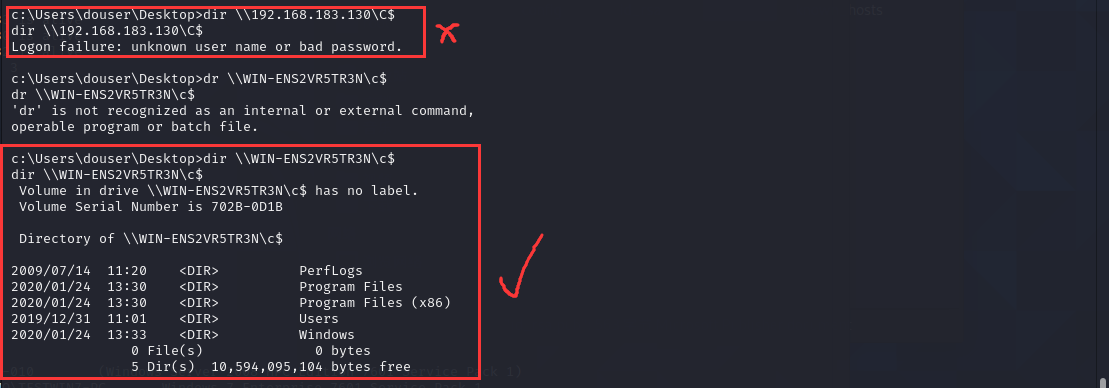 hosts
c:\Users\douser\Desktop>dir \\192.168.183.130\C$
dir \\192.168.183.130\C$
Logon failure: unknown user name or bad password.
c:\Users\douser\Desktop>dr \\WIN-ENS2VR5TR3N\c$
dr \\WIN-ENS2VR5TR3N\c$
'dr' is not recognized as an internal or external command,
operable program or batch file.
c:\Users\douser\Desktop>dir \\WIN-ENS2VR5TR3N\c$
dir \\WIN-ENS2VR5TR3N\c$
Volume in drive \\WIN-ENS2VR5TR3N\c$ has no label.
Volume Serial Number is 702B-0D1B
Directory of \\WIN-ENS2VR5TR3N\c$
2009/07/14  11:20    <DIR>          PerfLogs
2020/01/24  13:30    <DIR>          Program Files
2020/01/24  13:30    <DIR>          Program Files (x86)
2019/12/31  11:01    <DIR>          Users
2020/01/24  13:33    <DIR>          Windows
0 File(s)              0 bytes
5 Dir(s)  10,594,095,104 bytes free